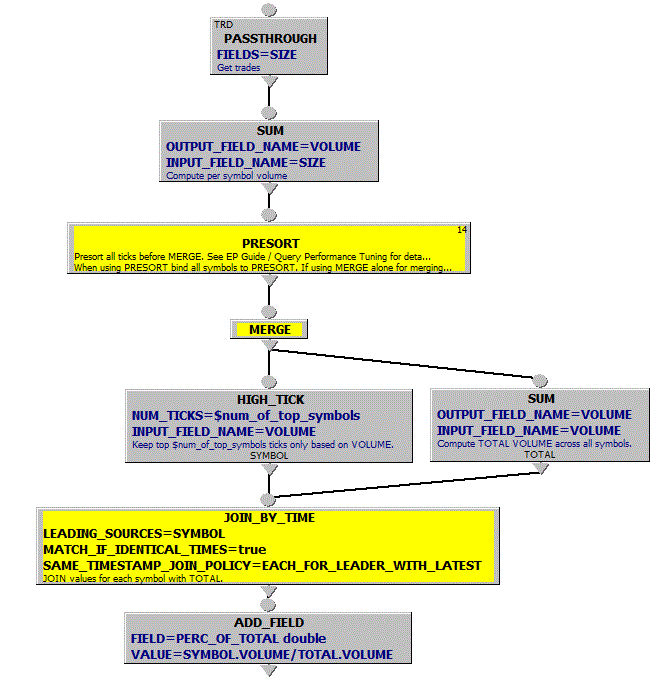 TRD
PASSTHROUGH
FIELDS=SIZE
Get trades
SUM
OUTPUT_FIELD_NAME=VOLUME
INPUT_FIELD_NAME=SIZE
Compute per symbol volume
14
PRESORT
Presort all ticks before MERGE. See EP Guide / Query Performance Tuning for deta...
When using PRESORT bind all symbols to PRESORT. If using MERGE alone for merging...
MERGE
HIGH_TICK
NUM_TICKS=$num_of_top_symbols
INPUT_FIELD_NAME=VOLUME
Keep top $num_of_top_symbols ticks only based on VOLUME.
SYMBOL
SUM
OUTPUT_FIELD_NAME=VOLUME
INPUT_FIELD_NAME=VOLUME
Compute TOTAL VOLUME across all symbols.
TOTAL
JOIN_BY_TIME
LEADING_SOURCES=SYMBOL
MATCH_IF_IDENTICAL_TIMES=true
SAME_TIMESTAMP_JOIN_POLICY=EACH_FOR_LEADER_WITH_LATEST
JOIN values for each symbol with TOTAL.
ADD_FIELD
FIELD=PERC_OF_TOTAL double
VALUE=SYMBOL.VOLUME/TOTAL.VOLUME